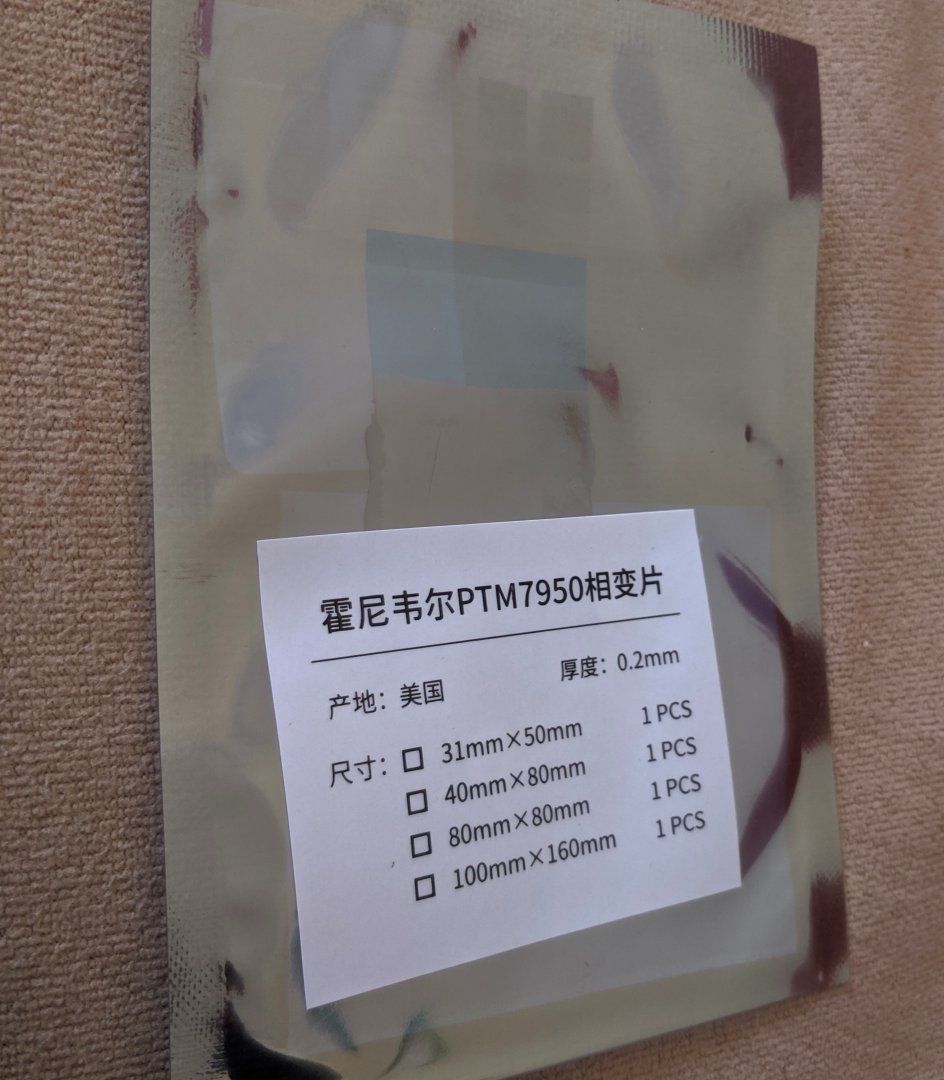 霍尼韦尔PTM7950相变片
产地：美国 厚度：0.2mm
尺寸：☐ 31mm×50mm 1 PCS
☐ 40mm×80mm 1 PCS
☐ 80mm×80mm 1 PCS
☐ 100mm×160mm 1 PCS